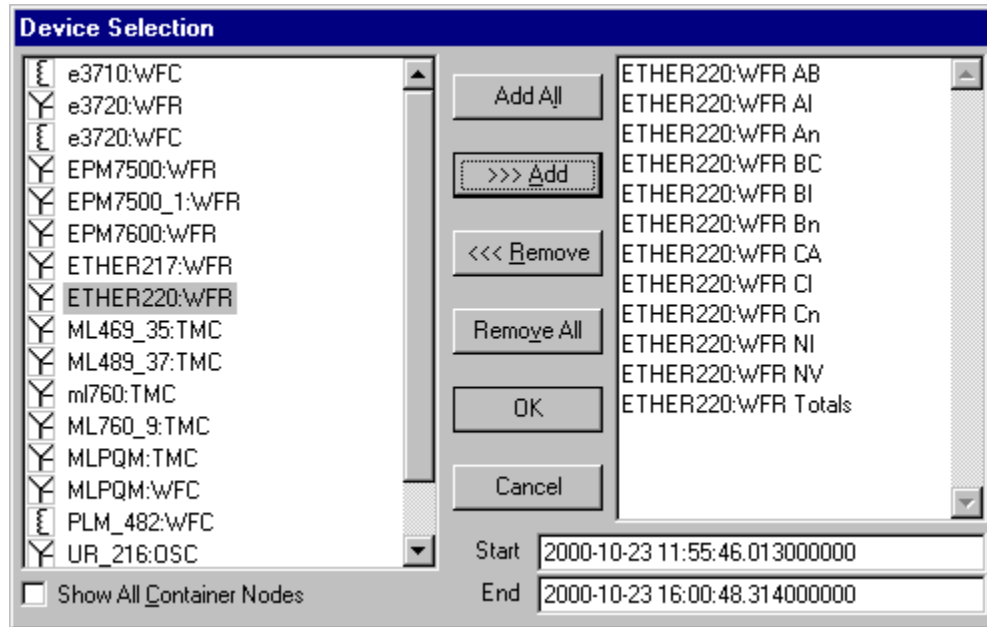 Device Selection
e3710:WFC
e3720:WFR
e3720:WFC
EPM7500:WFR
EPM7500_1:WFR
EPM7600:WFR
ETHER217:WFR
ETHER220:WFR
ML469_35:TMC
ML489_37:TMC
ml760:TMC
ML760_9:TMC
MLPQM:TMC
MLPQM:WFC
PLM_482:WFC
UR_216:OSC
Show All Container Nodes
Add All
>>> Add
<<< Remove
Remove All
OK
Cancel
ETHER220:WFR AB
ETHER220:WFR AI
ETHER220:WFR An
ETHER220:WFR BC
ETHER220:WFR BI
ETHER220:WFR Bn
ETHER220:WFR CA
ETHER220:WFR CI
ETHER220:WFR Cn
ETHER220:WFR NI
ETHER220:WFR NV
ETHER220:WFR Totals
Start 2000-10-23 11:55:46.013000000
End 2000-10-23 16:00:48.314000000